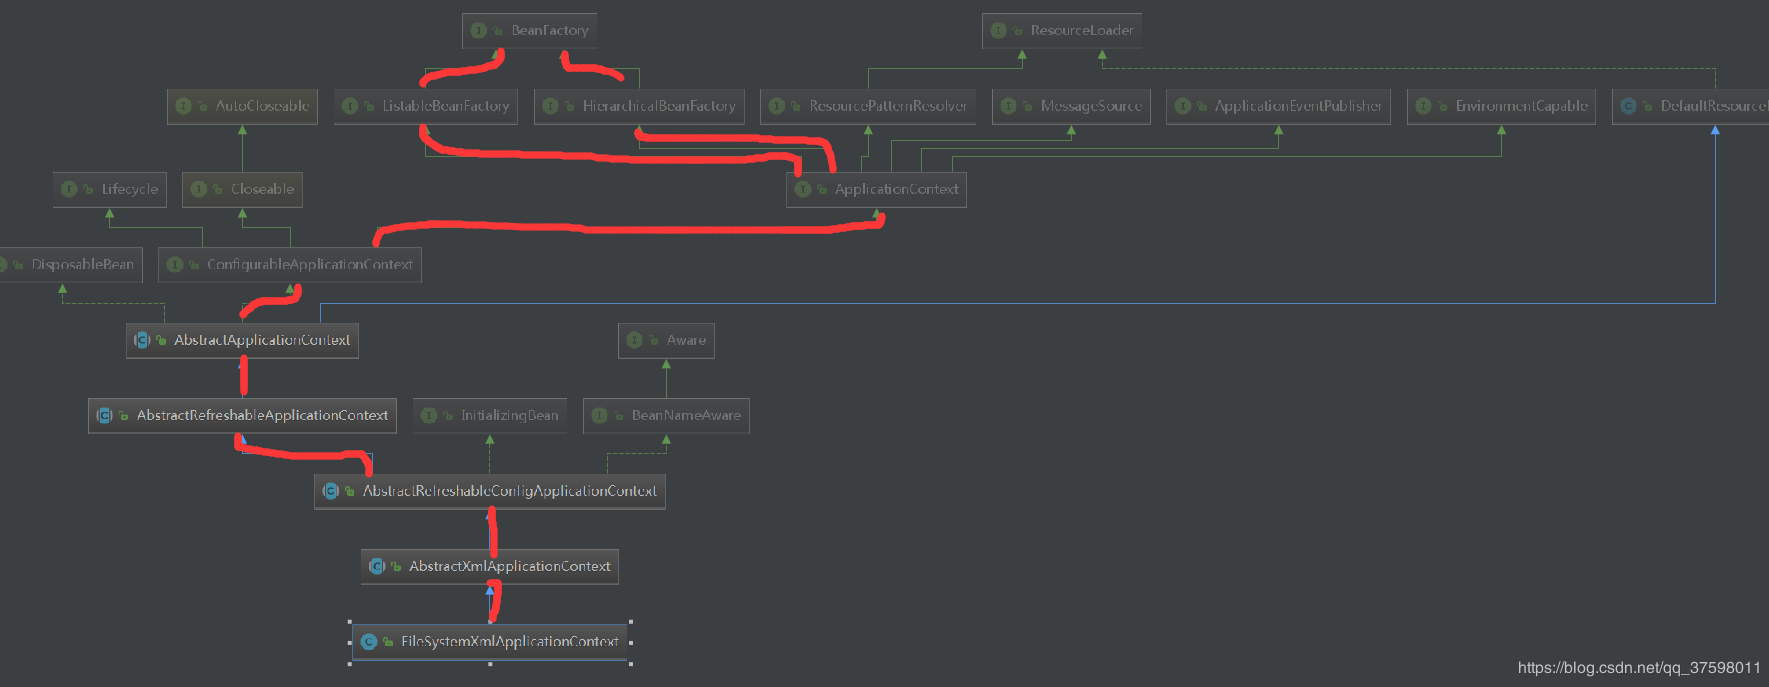 BeanFactory
ResourceLoader
AutoCloseable
ListableBeanFactory
HierarchicalBeanFactory
ResourcePatternResolver
MessageSource
ApplicationEventPublisher
EnvironmentCapable
DefaultResource
Lifecycle
Closeable
ApplicationContext
DisposableBean
ConfigurableApplicationContext
AbstractApplicationContext
Aware
AbstractRefreshableApplicationContext
InitializingBean
BeanNameAware
AbstractRefreshableConfigApplicationContext
AbstractXmlApplicationContext
FileSystemXmlApplicationContext
https://blog.csdn.net/qq_37598011